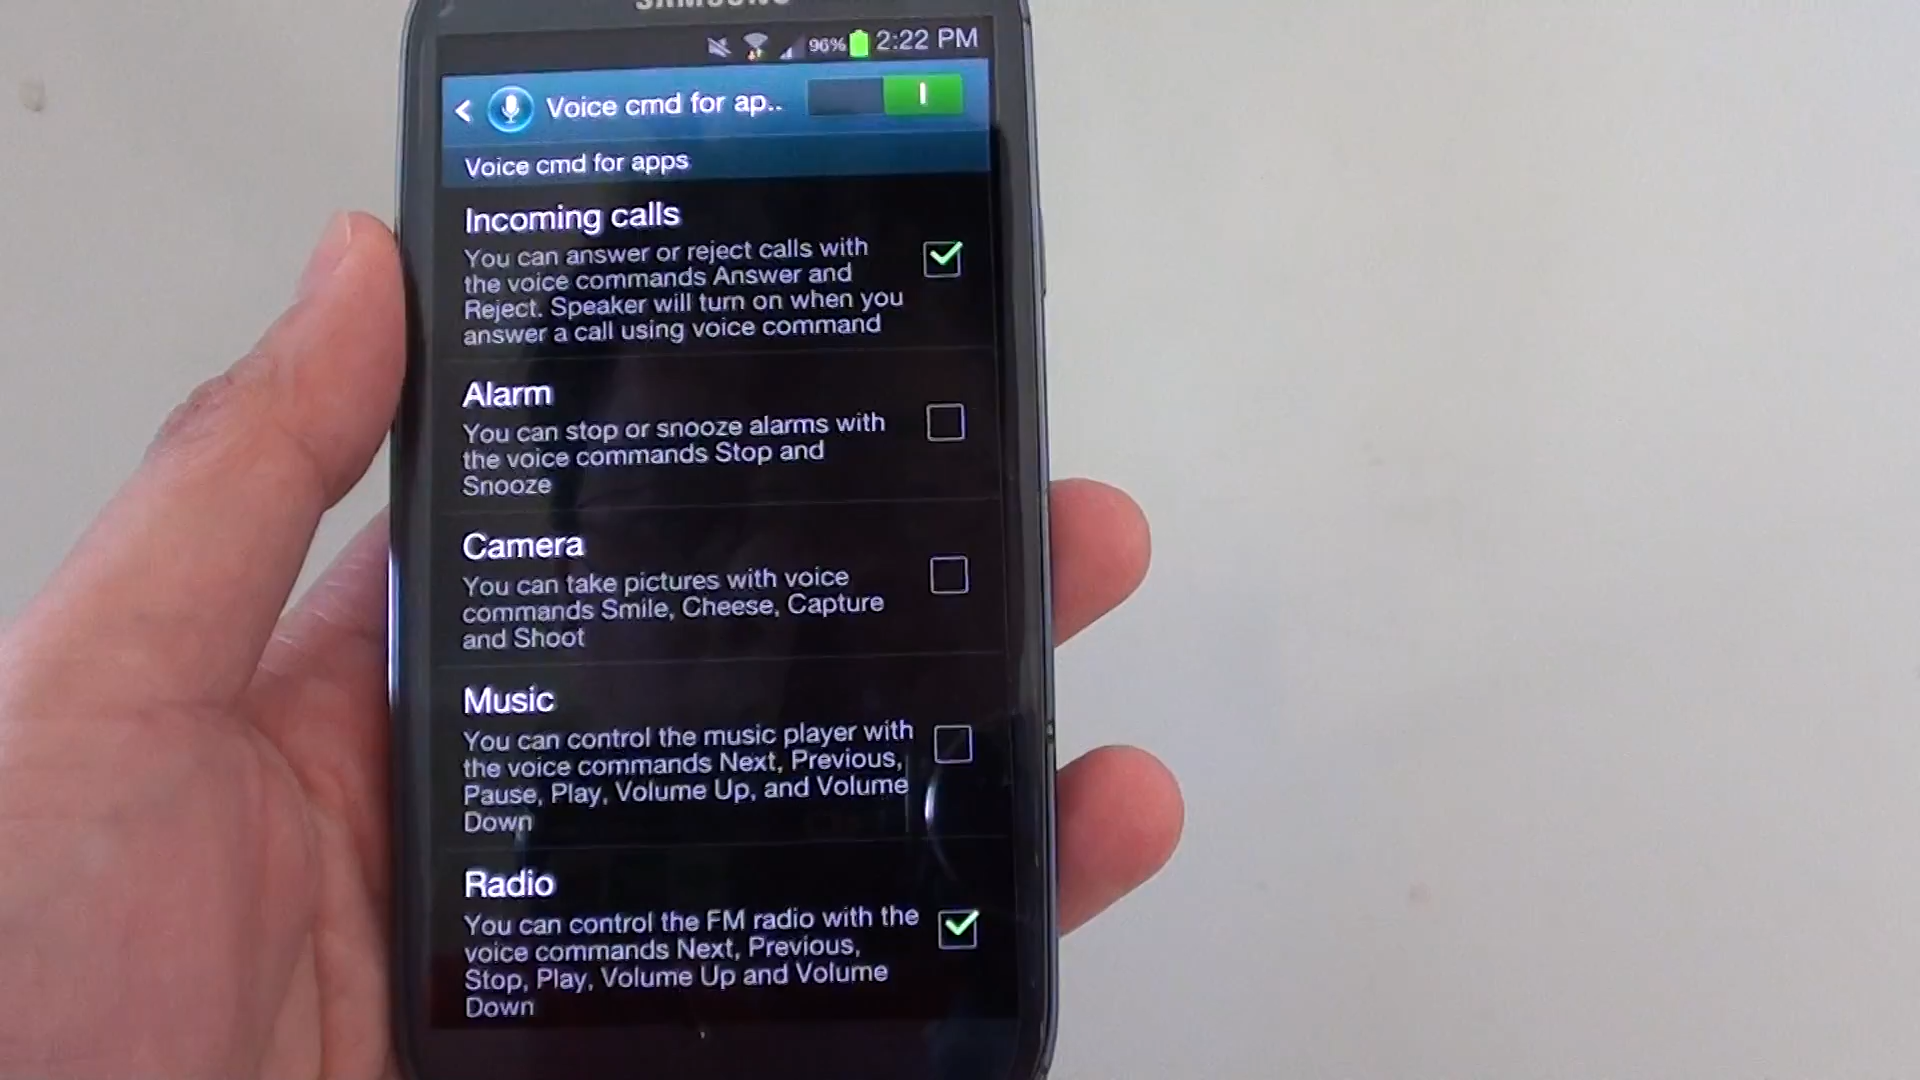 SAMSUNG
96% 2:22 PM
Voice cmd for ap..
Voice cmd for apps
Incoming calls
You can answer or reject calls with
the voice commands Answer and
Reject. Speaker will turn on when you
answer a call using voice command
Alarm
You can stop or snooze alarms with
the voice commands Stop and
Snooze
Camera
You can take pictures with voice
commands Smile, Cheese, Capture
and Shoot
Music
You can control the music player with
the voice commands Next, Previous,
Pause, Play, Volume Up, and Volume
Down
Radio
You can control the FM radio with the
voice commands Next, Previous,
Stop, Play, Volume Up and Volume
Down